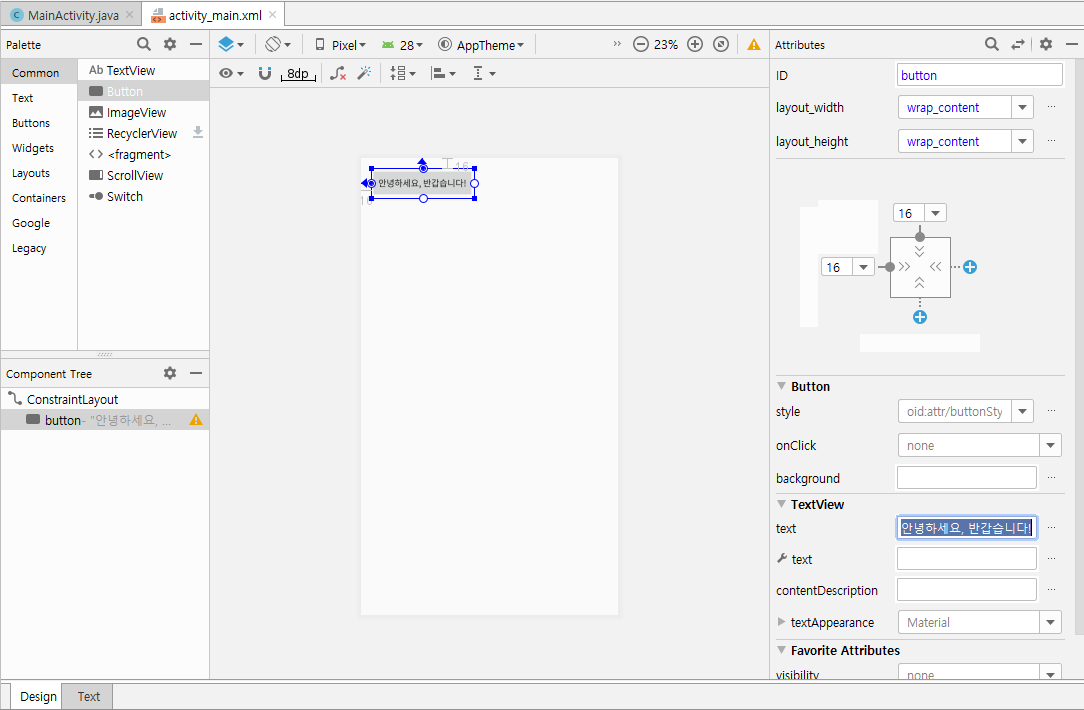 MainActivity.java
activity_main.xml
Palette
Pixel
28
AppTheme
23%
Attributes
Common
Text
Buttons
Widgets
Layouts
Containers
Google
Legacy
Ab TextView
Button
ImageView
RecyclerView
<fragment>
ScrollView
Switch
8dp
16
안녕하세요, 반갑습니다!
Component Tree
ConstraintLayout
button - "안녕하세요, ...
ID
button
layout_width
wrap_content
layout_height
wrap_content
16
16
Button
style
oid:attr/buttonSty
onClick
none
background
TextView
text
안녕하세요, 반갑습니다!
text
contentDescription
textAppearance
Material
Favorite Attributes
visibility
none
Design
Text